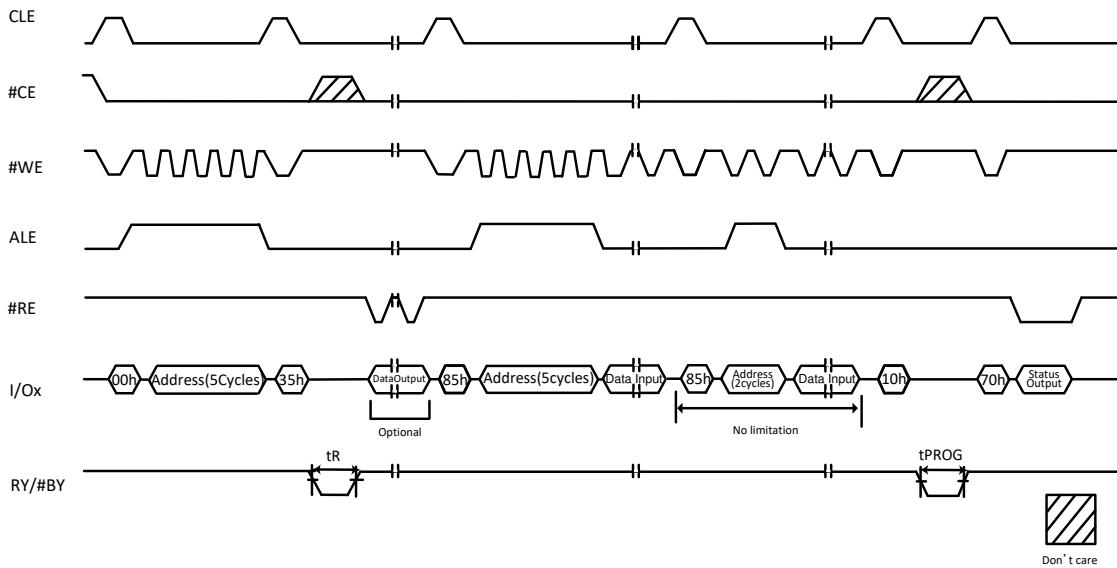 CLE
#CE
#WE
ALE
#RE
I/Ox
00h
Address(5Cycles)
35h
DataOutput
85h
Address(5cycles)
Data Input
85h
Address
(2cycles)
Data Input
10h
70h
Status
Output
Optional
No limitation
RY/#BY
tR
tPROG
Don't care